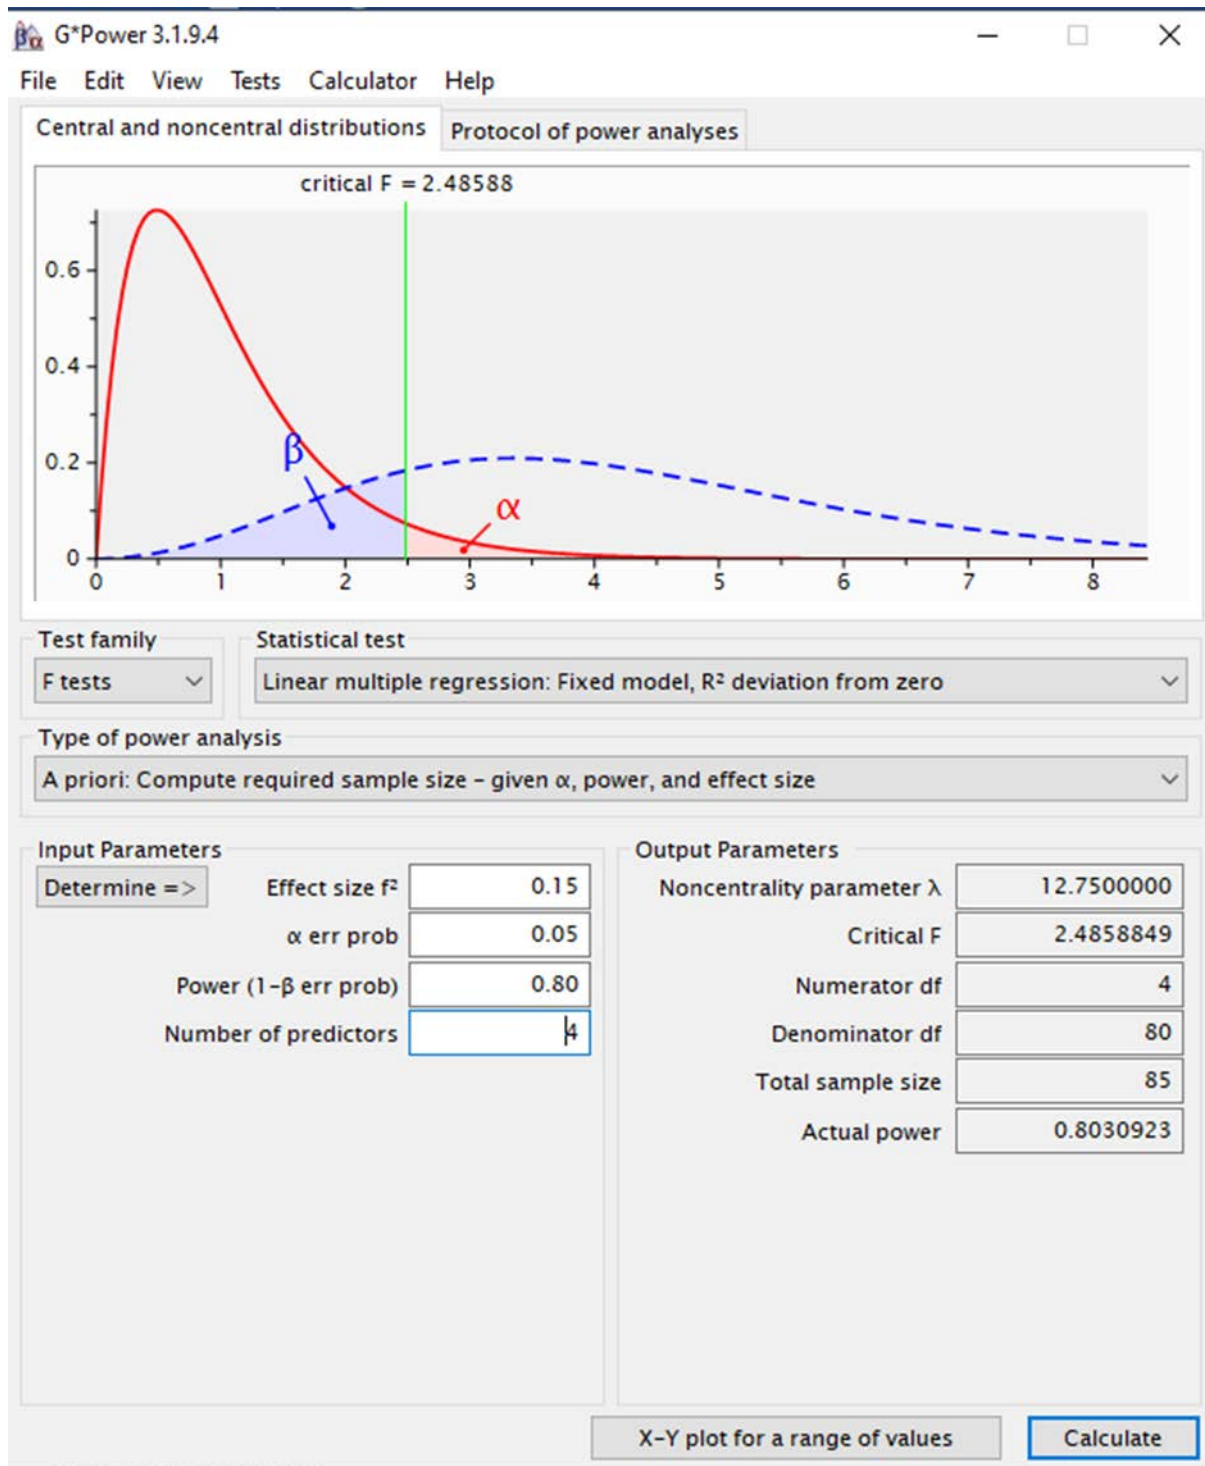 G*Power 3.1.9.4
File Edit View Tests Calculator Help
Central and noncentral distributions Protocol of power analyses
critical F = 2.48588
0.6
0.4
β
0.2
α
0
0 1 2 3 4 5 6 7 8
Test family Statistical test
F tests Linear multiple regression: Fixed model, R² deviation from zero
Type of power analysis
A priori: Compute required sample size – given α, power, and effect size
Input Parameters Output Parameters
Determine => Effect size f² 0.15 Noncentrality parameter λ 12.7500000
α err prob 0.05 Critical F 2.4858849
Power (1–β err prob) 0.80 Numerator df 4
Number of predictors 4 Denominator df 80
Total sample size 85
Actual power 0.8030923
X–Y plot for a range of values Calculate